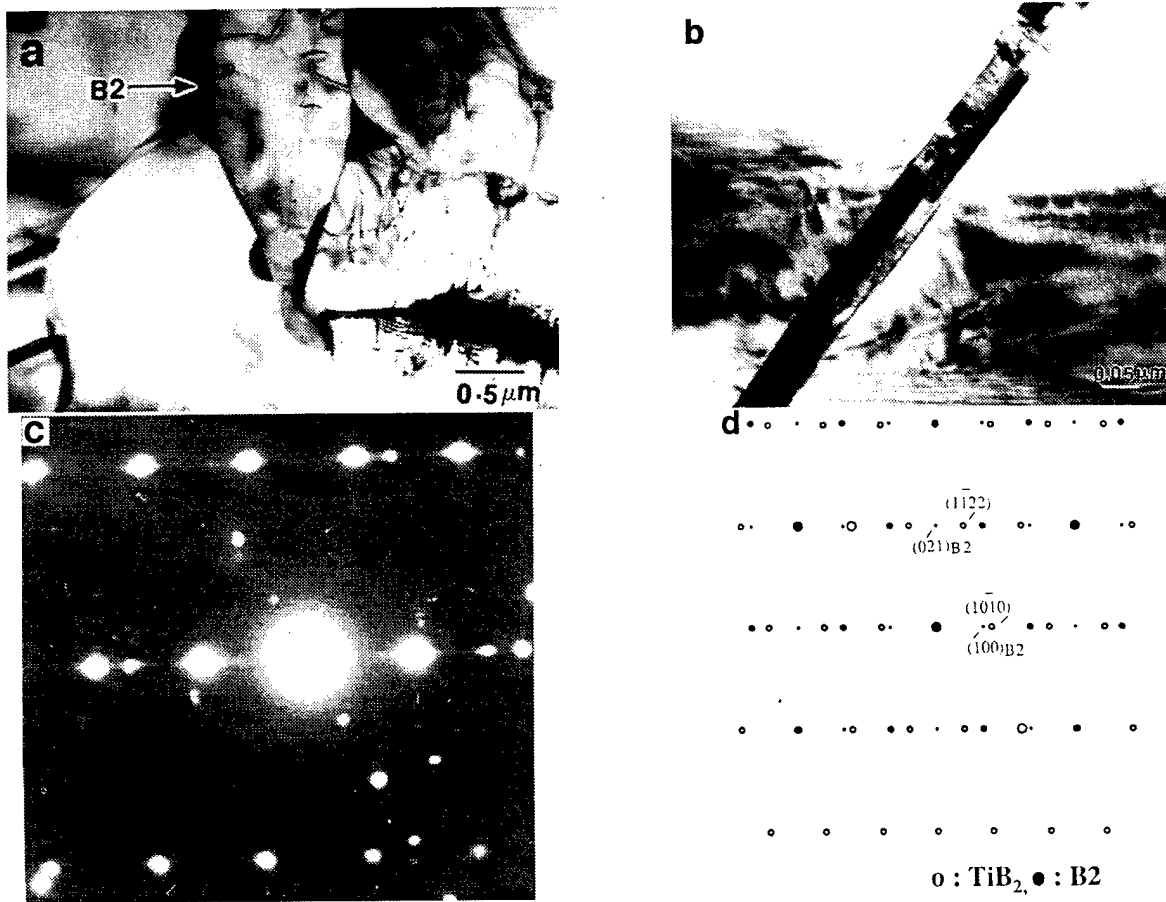 a
B2
0.5μm
b
0.05μm
c
d
(11̄22)
(021)B2
(101̄0)
(100)B2
o : TiB₂, ● : B2